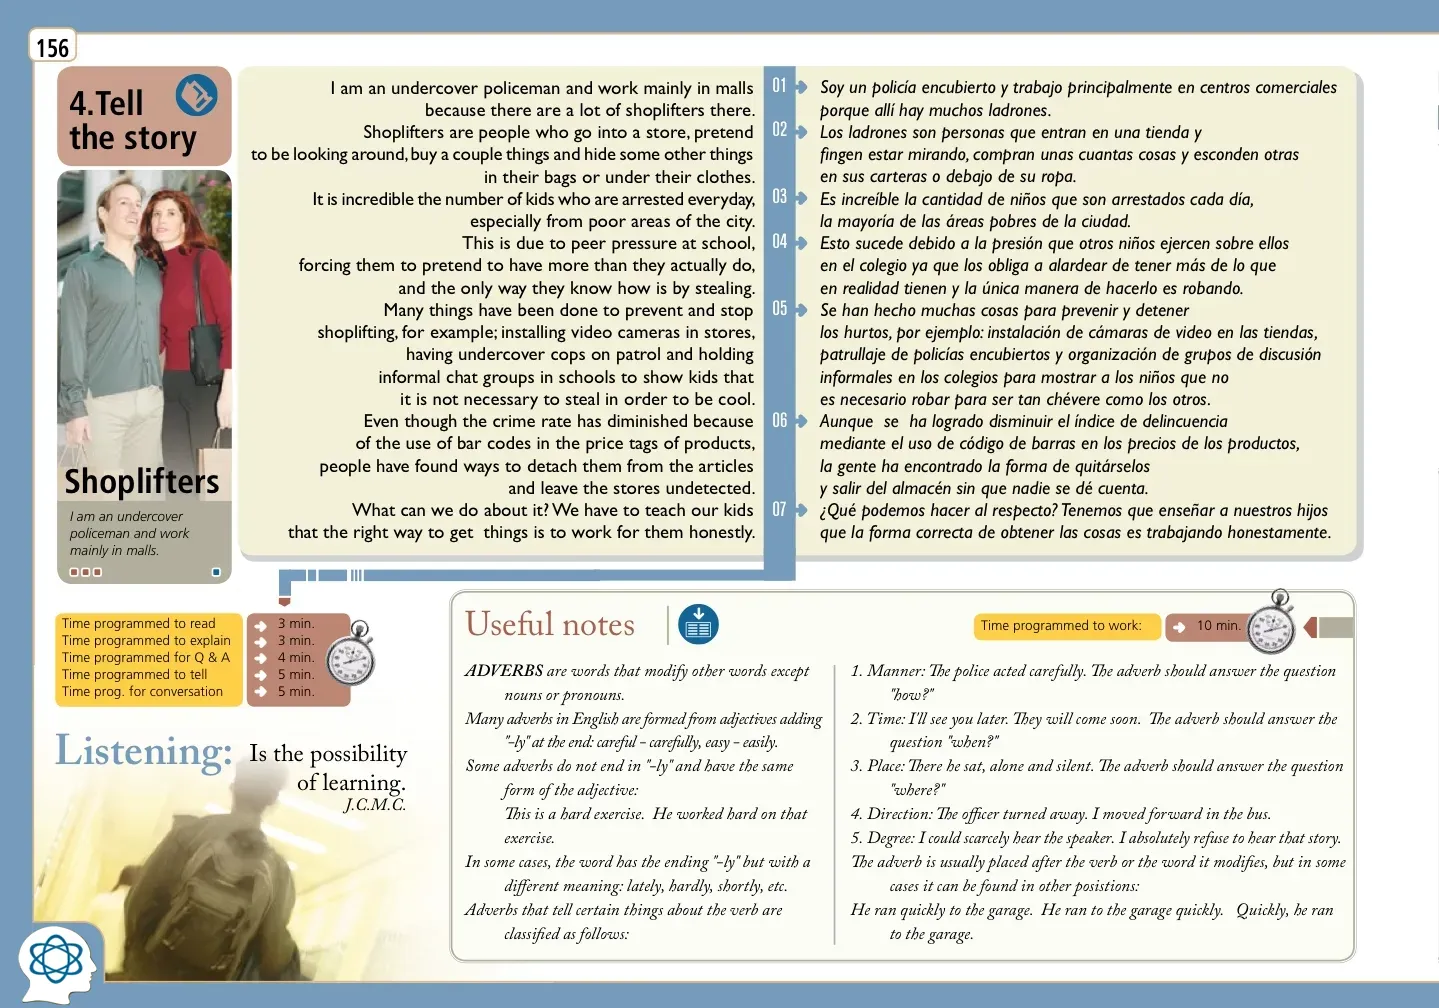 156
4.Tell
the story
Shoplifters
I am an undercover
policeman and work
mainly in malls.
I am an undercover policeman and work mainly in malls
because there are a lot of shoplifters there.
Shoplifters are people who go into a store, pretend
to be looking around, buy a couple things and hide some other things
in their bags or under their clothes.
It is incredible the number of kids who are arrested everyday,
especially from poor areas of the city.
This is due to peer pressure at school,
forcing them to pretend to have more than they actually do,
and the only way they know how is by stealing.
Many things have been done to prevent and stop
shoplifting, for example; installing video cameras in stores,
having undercover cops on patrol and holding
informal chat groups in schools to show kids that
it is not necessary to steal in order to be cool.
Even though the crime rate has diminished because
of the use of bar codes in the price tags of products,
people have found ways to detach them from the articles
and leave the stores undetected.
What can we do about it? We have to teach our kids
that the right way to get things is to work for them honestly.
01
02
03
04
05
06
07
Soy un policía encubierto y trabajo principalmente en centros comerciales
porque allí hay muchos ladrones.
Los ladrones son personas que entran en una tienda y
fingen estar mirando, compran unas cuantas cosas y esconden otras
en sus carteras o debajo de su ropa.
Es increíble la cantidad de niños que son arrestados cada día,
la mayoría de las áreas pobres de la ciudad.
Esto sucede debido a la presión que otros niños ejercen sobre ellos
en el colegio ya que los obliga a alardear de tener más de lo que
en realidad tienen y la única manera de hacerlo es robando.
Se han hecho muchas cosas para prevenir y detener
los hurtos, por ejemplo: instalación de cámaras de video en las tiendas,
patrullaje de policías encubiertos y organización de grupos de discusión
informales en los colegios para mostrar a los niños que no
es necesario robar para ser tan chévere como los otros.
Aunque se ha logrado disminuir el índice de delincuencia
mediante el uso de código de barras en los precios de los productos,
la gente ha encontrado la forma de quitárselos
y salir del almacén sin que nadie se dé cuenta.
¿Qué podemos hacer al respecto? Tenemos que enseñar a nuestros hijos
que la forma correcta de obtener las cosas es trabajando honestamente.
Time programmed to read 3 min.
Time programmed to explain 3 min.
Time programmed for Q & A 4 min.
Time programmed to tell 5 min.
Time prog. for conversation 5 min.
Listening: Is the possibility
of learning.
J.C.M.C.
Useful notes
Time programmed to work: 10 min.
ADVERBS are words that modify other words except
nouns or pronouns.
Many adverbs in English are formed from adjectives adding
"-ly" at the end: careful - carefully, easy - easily.
Some adverbs do not end in "-ly" and have the same
form of the adjective:
This is a hard exercise. He worked hard on that
exercise.
In some cases, the word has the ending "-ly" but with a
different meaning: lately, hardly, shortly, etc.
Adverbs that tell certain things about the verb are
classified as follows:
1. Manner: The police acted carefully. The adverb should answer the question
"how?"
2. Time: I'll see you later. They will come soon. The adverb should answer the
question "when?"
3. Place: There he sat, alone and silent. The adverb should answer the question
"where?"
4. Direction: The officer turned away. I moved forward in the bus.
5. Degree: I could scarcely hear the speaker. I absolutely refuse to hear that story.
The adverb is usually placed after the verb or the word it modifies, but in some
cases it can be found in other posistions:
He ran quickly to the garage. He ran to the garage quickly. Quickly, he ran
to the garage.